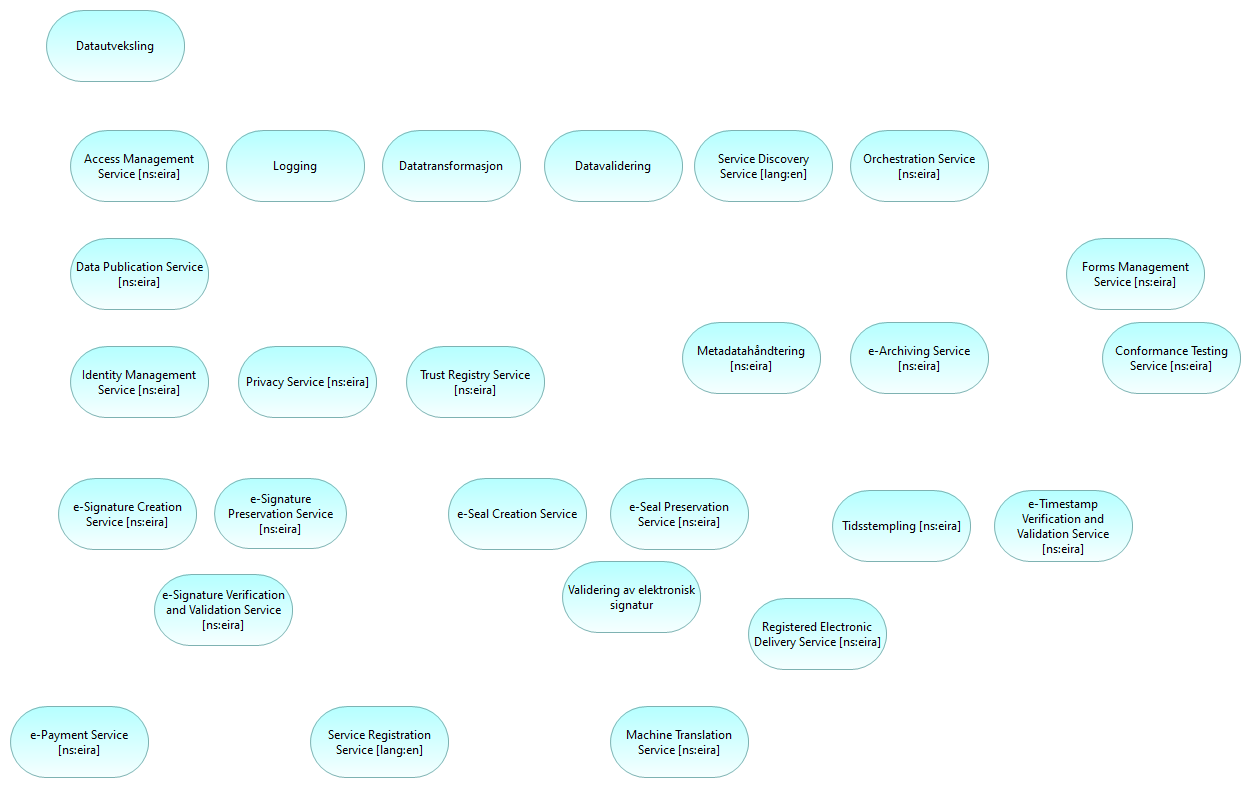 Datautveksling
Access Management
Service [ns:eira]
Logging
Datatransformasjon
Datavalidering
Service Discovery
Service [lang:en]
Orchestration Service
[ns:eira]
Data Publication Service
[ns:eira]
Forms Management
Service [ns:eira]
Identity Management
Service [ns:eira]
Privacy Service [ns:eira]
Trust Registry Service
[ns:eira]
Metadatahåndtering
[ns:eira]
e-Archiving Service
[ns:eira]
Conformance Testing
Service [ns:eira]
e-Signature Creation
Service [ns:eira]
e-Signature
Preservation Service
[ns:eira]
e-Seal Creation Service
e-Seal Preservation
Service [ns:eira]
Tidsstempling [ns:eira]
e-Timestamp
Verification and
Validation Service
[ns:eira]
e-Signature Verification
and Validation Service
[ns:eira]
Validering av elektronisk
signatur
Registered Electronic
Delivery Service [ns:eira]
e-Payment Service
[ns:eira]
Service Registration
Service [lang:en]
Machine Translation
Service [ns:eira]